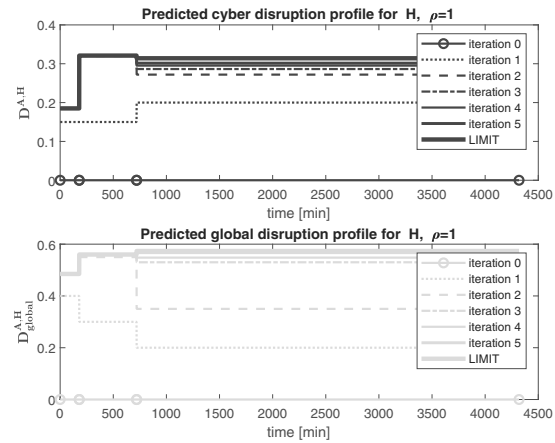 Predicted cyber disruption profile for H, ρ=1
0.4
0.3
0.2
0.1
0
D^A,H
iteration 0
iteration 1
iteration 2
iteration 3
iteration 4
iteration 5
LIMIT
0 500 1000 1500 2000 2500 3000 3500 4000 4500
time [min]
Predicted global disruption profile for H, ρ=1
0.6
0.4
0.2
0
D^A,H_global
iteration 0
iteration 1
iteration 2
iteration 3
iteration 4
iteration 5
LIMIT
0 500 1000 1500 2000 2500 3000 3500 4000 4500
time [min]